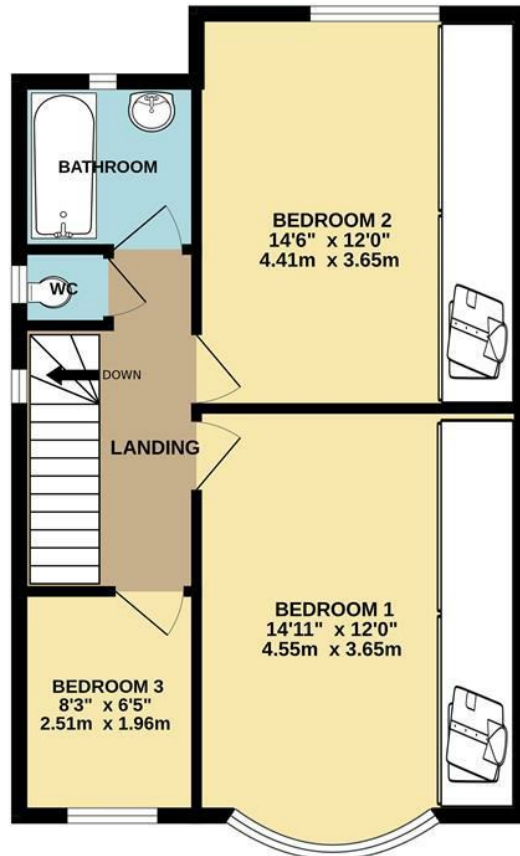 BATHROOM
BEDROOM 2
14'6" x 12'0"
4.41m x 3.65m
WC
DOWN
LANDING
BEDROOM 1
14'11" x 12'0"
4.55m x 3.65m
BEDROOM 3
8'3" x 6'5"
2.51m x 1.96m